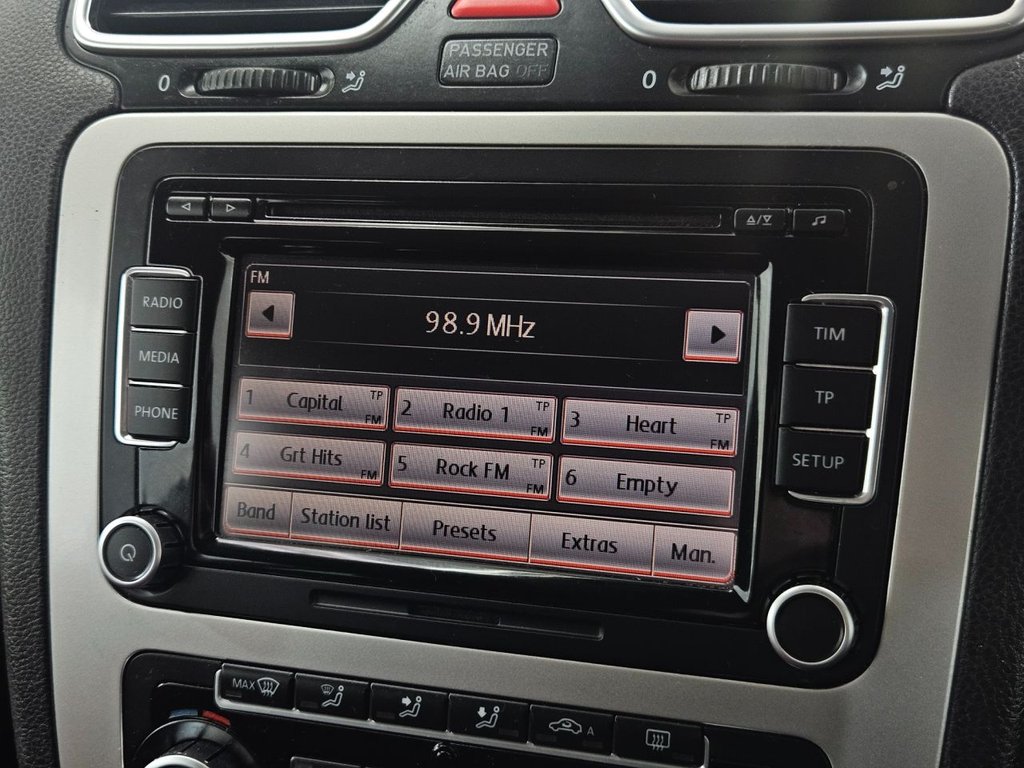 PASSENGER
AIR BAG OFF
0
0
RADIO
MEDIA
PHONE
FM
98.9 MHz
1 Capital TP FM
2 Radio 1 TP FM
3 Heart TP FM
4 Grt Hits FM
5 Rock FM TP FM
6 Empty
Band Station list Presets Extras Man.
TIM
TP
SETUP
MAX
A